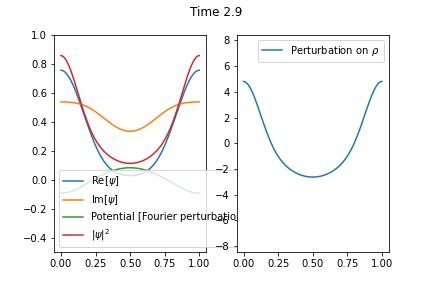 Time 2.9
1.0
0.8
0.6
0.4
0.2
0.0
−0.2
−0.4
Re[ψ]
Im[ψ]
Potential [Fourier perturbatio
|ψ|²
0.00 0.25 0.50 0.75 1.00
8
6
4
2
0
−2
−4
−6
−8
Perturbation on ρ
0.00 0.25 0.50 0.75 1.00